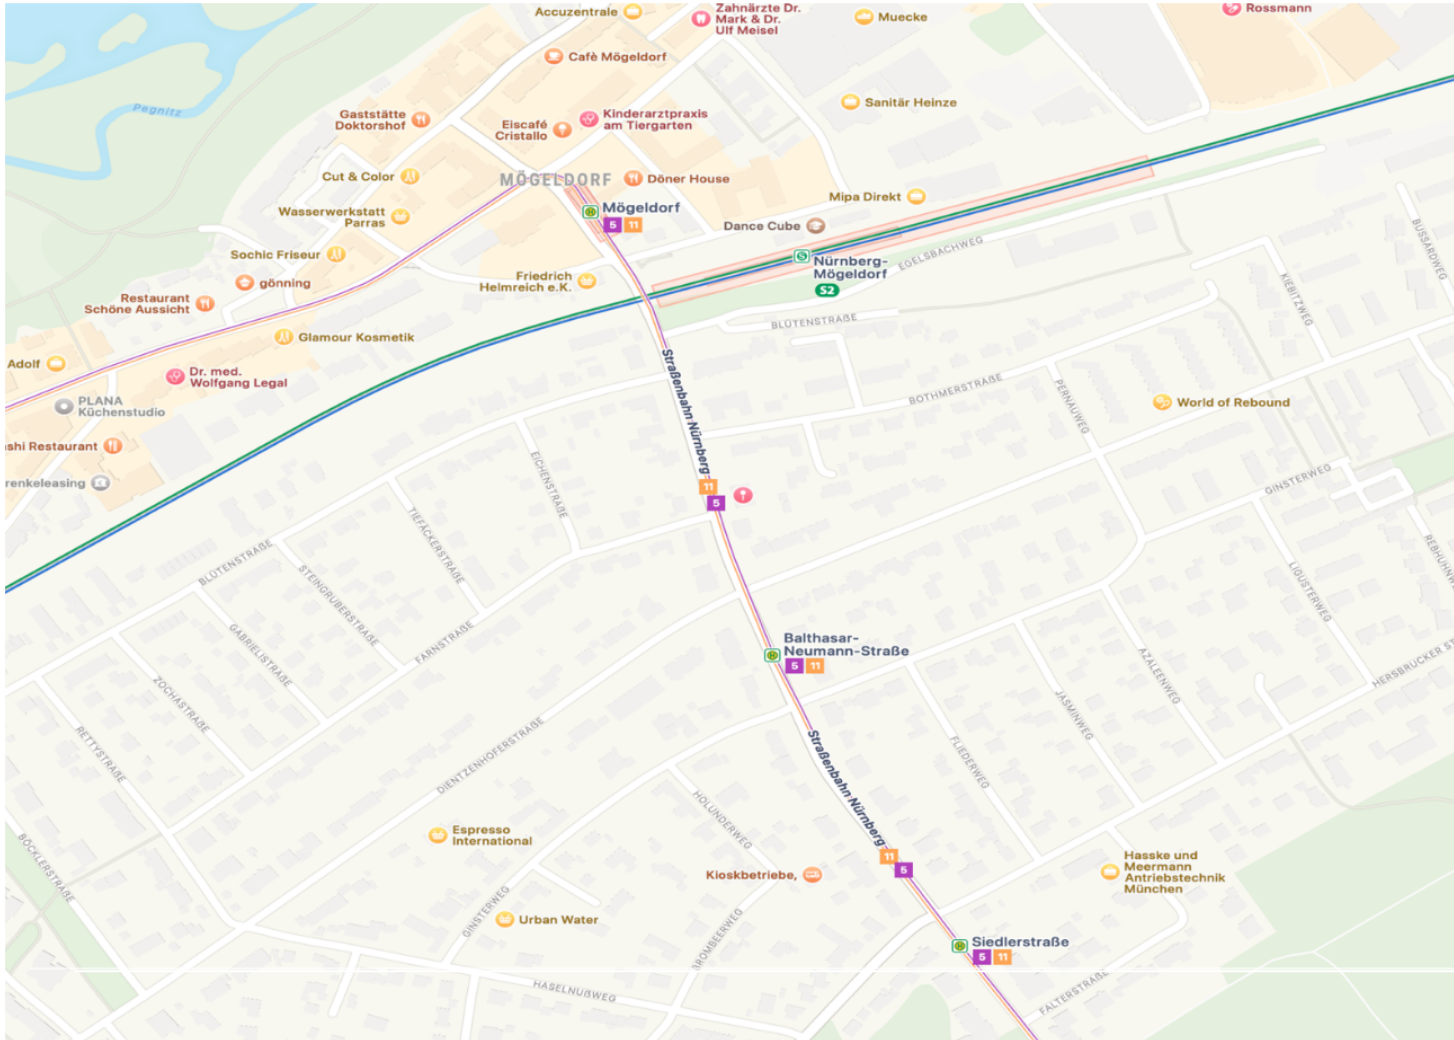 Accuzentrale
Zahnärzte Dr.
Mark & Dr.
Ulf Meisel
Muecke
Rossmann
Cafè Mögeldorf
Pegnitz
Gaststätte
Doktorshof
Eiscafé
Cristallo
Kinderarztpraxis
am Tiergarten
Sanitär Heinze
Cut & Color
MÖGELDORF
Döner House
Mögeldorf
5 11
Mipa Direkt
Wasserwerkstatt
Parras
Dance Cube
Sochic Friseur
Nürnberg-
Mögeldorf
S2
EGELSBACHWEG
BUSSARDWEG
gönning
Friedrich
Helmreich e.K.
KIEBITZWEG
Restaurant
Schöne Aussicht
BLÜTENSTRAßE
Glamour Kosmetik
Adolf
Dr. med.
Wolfgang Legal
Straßenbahn Nürnberg
BOTHMERSTRAßE
PERNAUWEG
World of Rebound
PLANA
Küchenstudio
shi Restaurant
renkeleasing
EICHENSTRAßE
11
5
GINSTERWEG
TIEFÄCKERSTRAßE
BLÜTENSTRAßE
STEINGRUBERSTRAßE
LIGUSTERWEG
REBHUHNW
GABRIELISTRAßE
FARNSTRAßE
Balthasar-
Neumann-Straße
5 11
ZOCHASTRAßE
AZALEENWEG
HERSBRUCKER ST
RETTYSTRAßE
JASMINWEG
DIENTZENHOFERSTRAßE
FLIEDERWEG
Straßenbahn Nürnberg
HOLUNDERWEG
Espresso
International
BÖCKLERSTRAßE
11
5
Kioskbetriebe,
Hasske und
Meermann
Antriebstechnik
München
GINSTERWEG
Urban Water
BROMBEERWEG
Siedlerstraße
5 11
HASELNUßWEG
FALTERSTRAßE